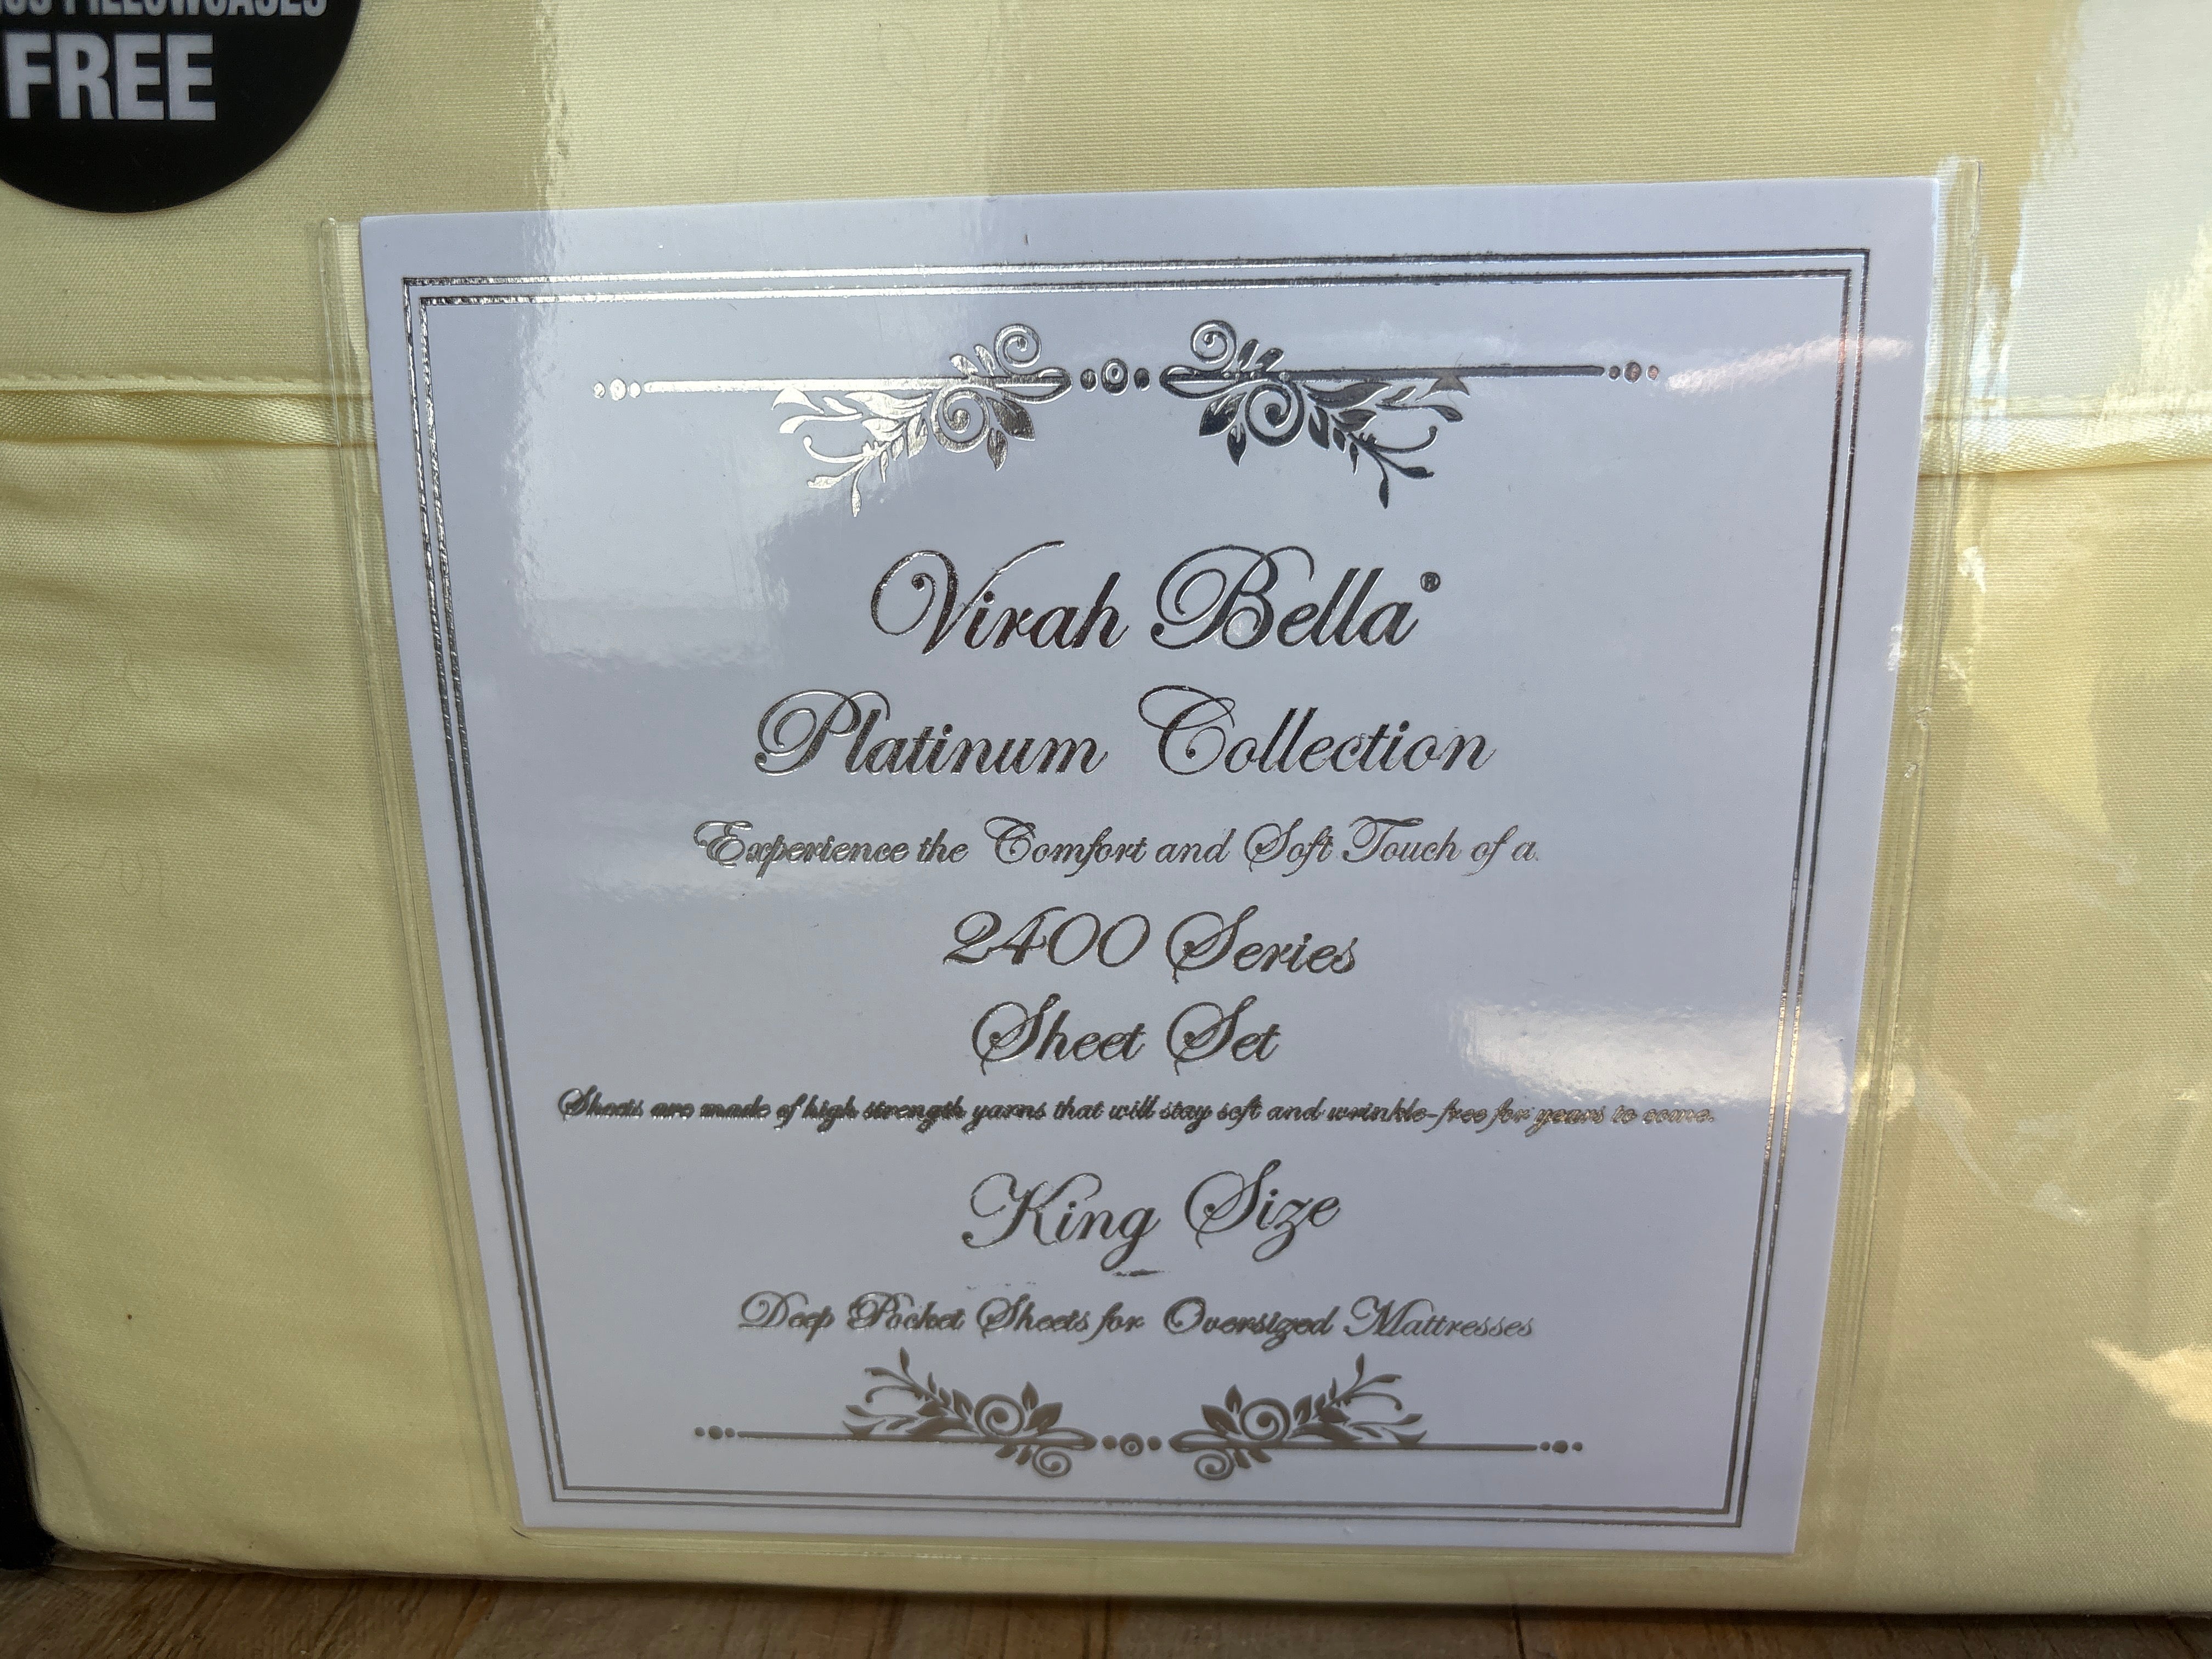 PILLOWCASES
FREE
Virah Bella®
Platinum Collection
Experience the Comfort and Soft Touch of a
2400 Series
Sheet Set
Sheets are made of high strength yarns that will stay soft and wrinkle-free for years to come.
King Size
Deep Pocket Sheets for Oversized Mattresses